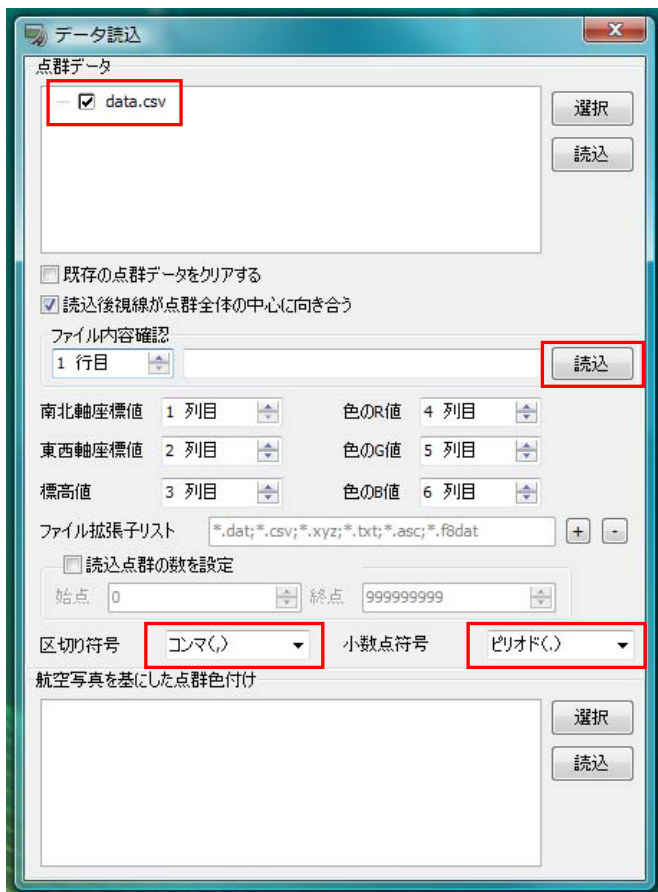 データ読込
点群データ
data.csv
選択
読込
既存の点群データをクリアする
読込後視線が点群全体の中心に向き合う
ファイル内容確認
1 行目
読込
南北軸座標値 1 列目 色のR値 4 列目
東西軸座標値 2 列目 色のG値 5 列目
標高値 3 列目 色のB値 6 列目
ファイル拡張子リスト *.dat;*.csv;*.xyz;*.txt;*.asc;*.f8dat + -
読込点群の数を設定
始点 0 終点 999999999
区切り符号 コンマ(,) 小数点符号 ピリオド(.)
航空写真を基にした点群色付け
選択
読込